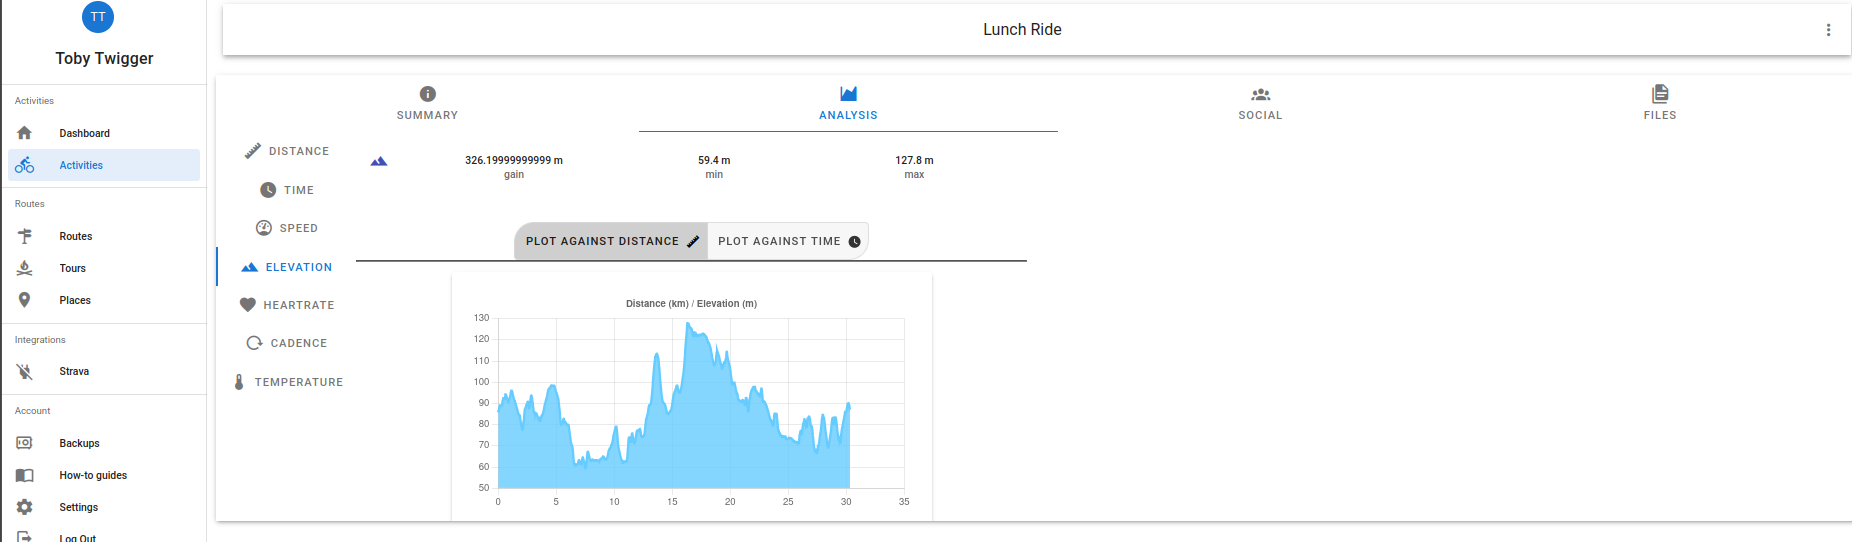 TT
Toby Twigger
Activities
Dashboard
Activities
Routes
Routes
Tours
Places
Integrations
Strava
Account
Backups
How-to guides
Settings
Log Out
Lunch Ride
SUMMARY
ANALYSIS
SOCIAL
FILES
DISTANCE
TIME
SPEED
ELEVATION
HEARTRATE
CADENCE
TEMPERATURE
326.19999999999 m
gain
59.4 m
min
127.8 m
max
PLOT AGAINST DISTANCE
PLOT AGAINST TIME
Distance (km) / Elevation (m)
130
120
110
100
90
80
70
60
50
0 5 10 15 20 25 30 35